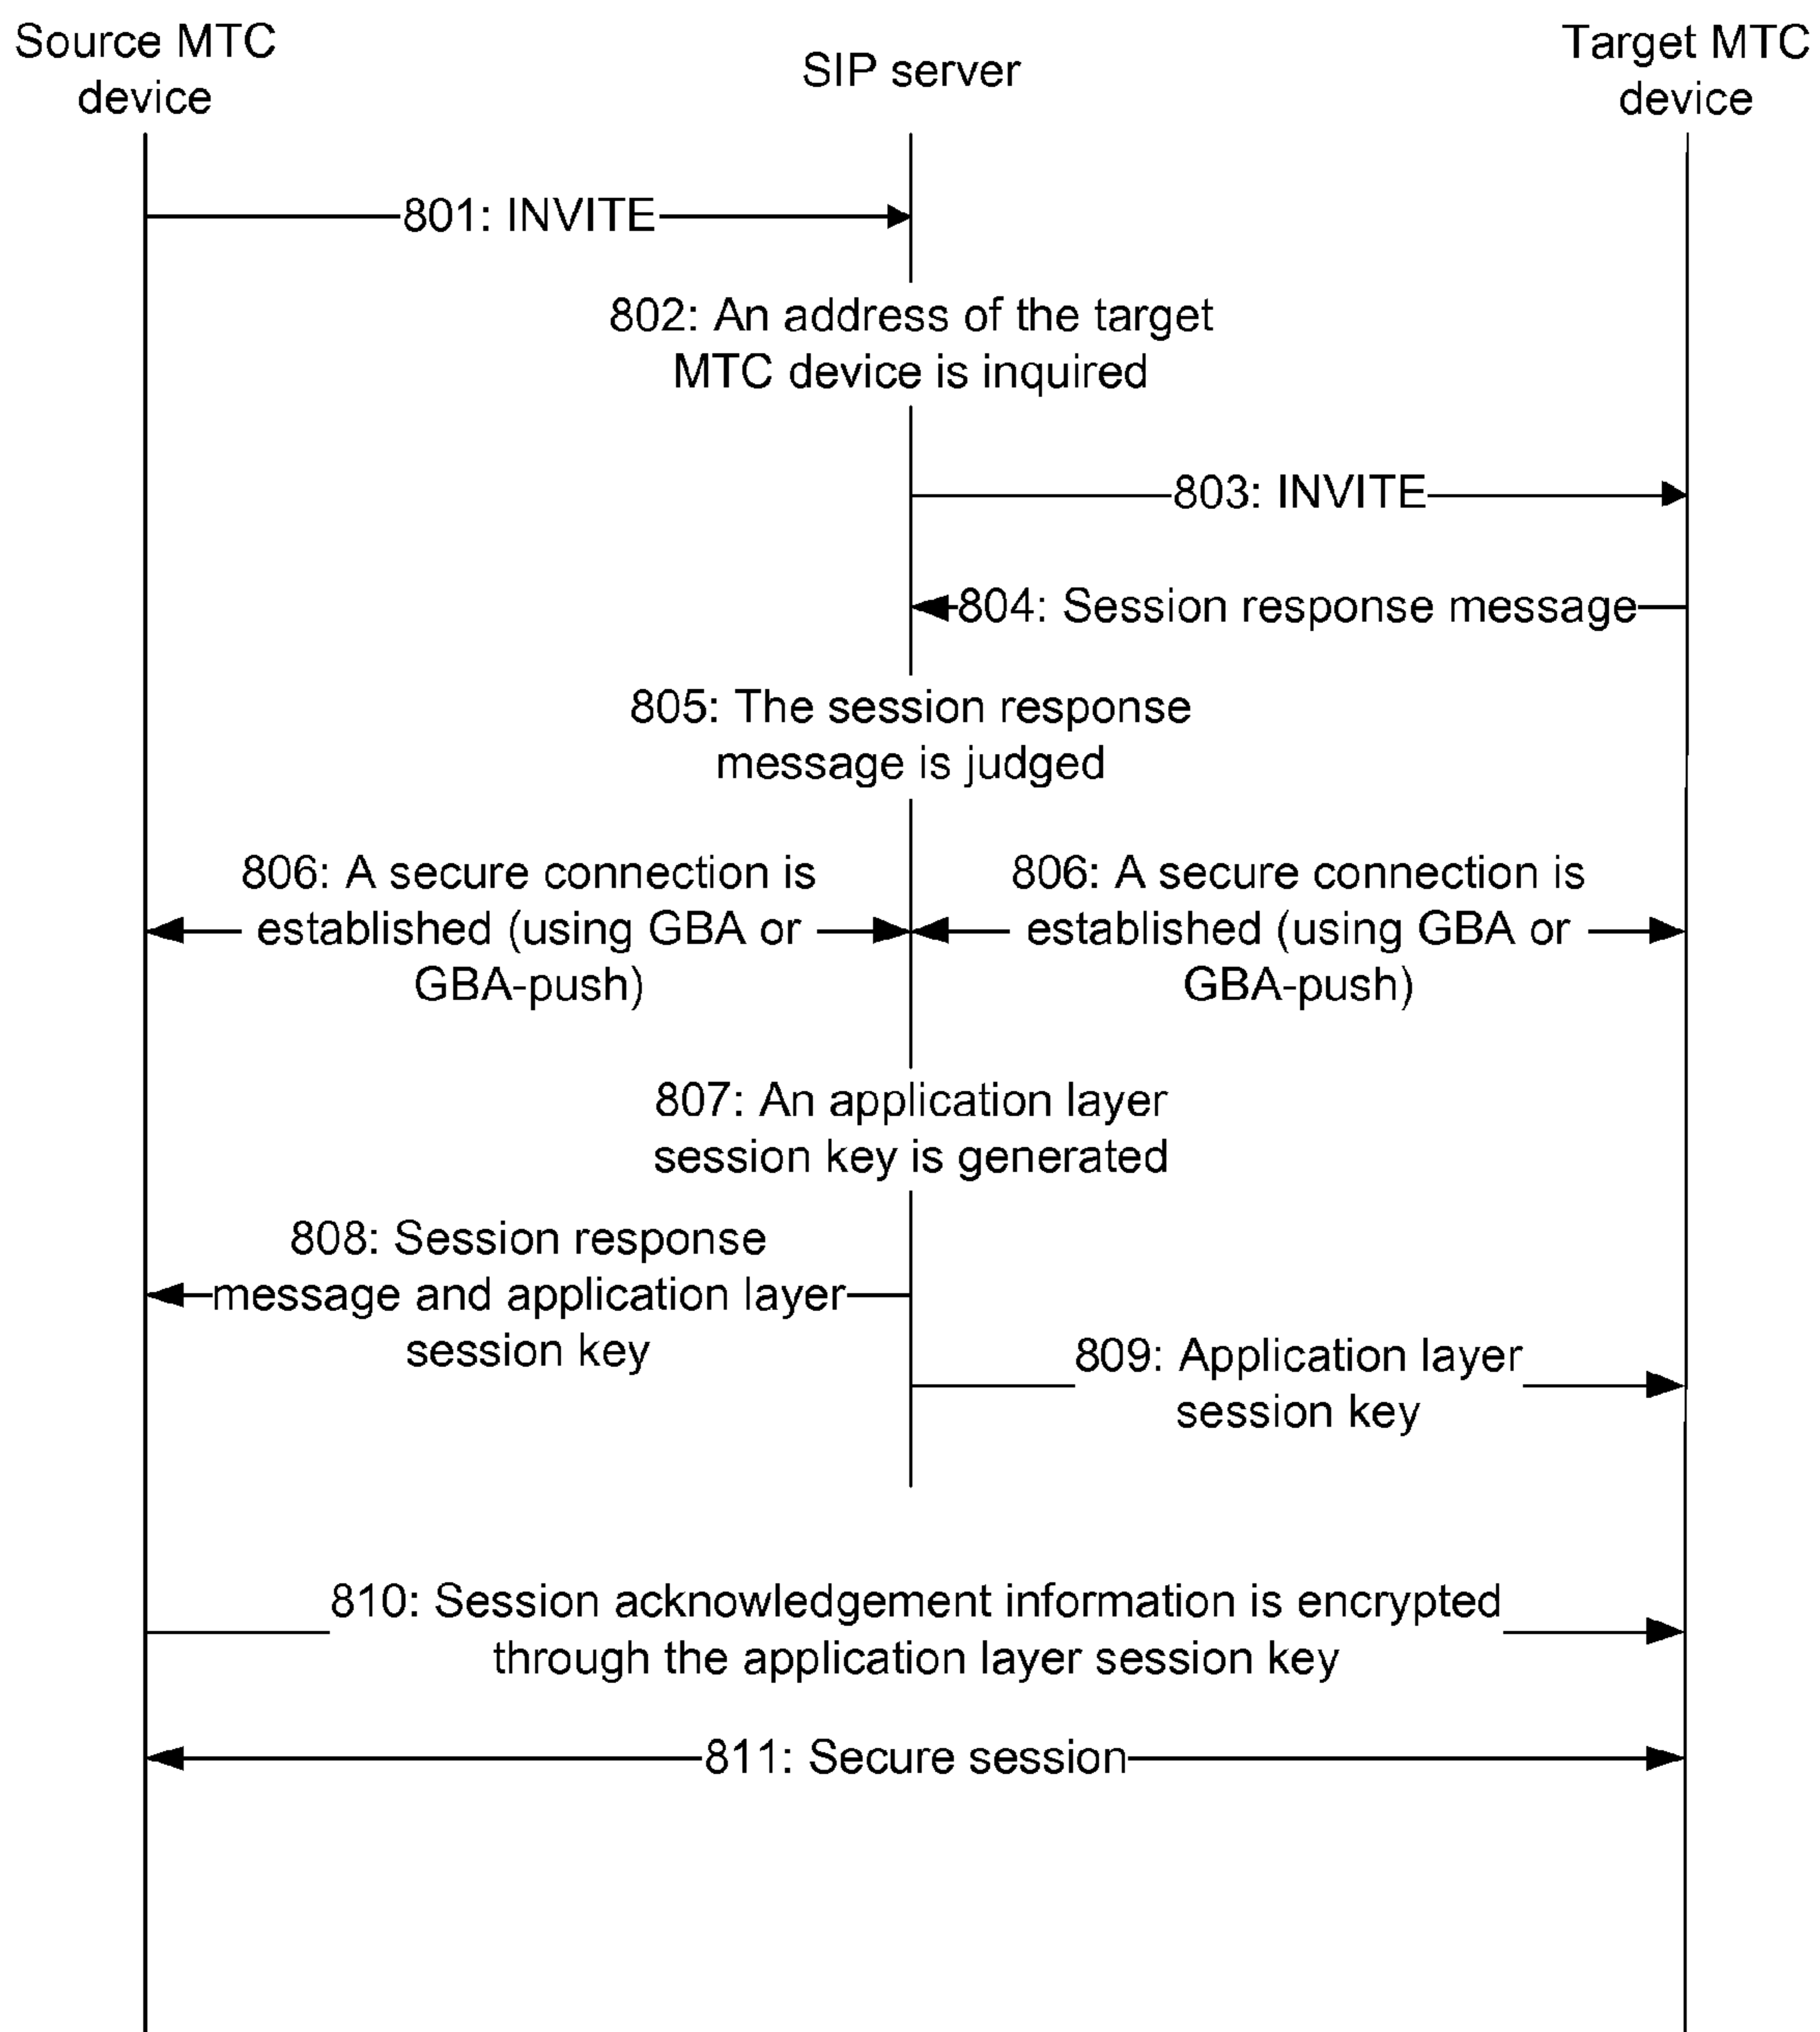 Source MTC
device
SIP server
Target MTC
device
801: INVITE
802: An address of the target
MTC device is inquired
803: INVITE
804: Session response message
805: The session response
message is judged
806: A secure connection is
established (using GBA or
GBA-push)
806: A secure connection is
established (using GBA or
GBA-push)
807: An application layer
session key is generated
808: Session response
message and application layer
session key
809: Application layer
session key
810: Session acknowledgement information is encrypted
through the application layer session key
811: Secure session